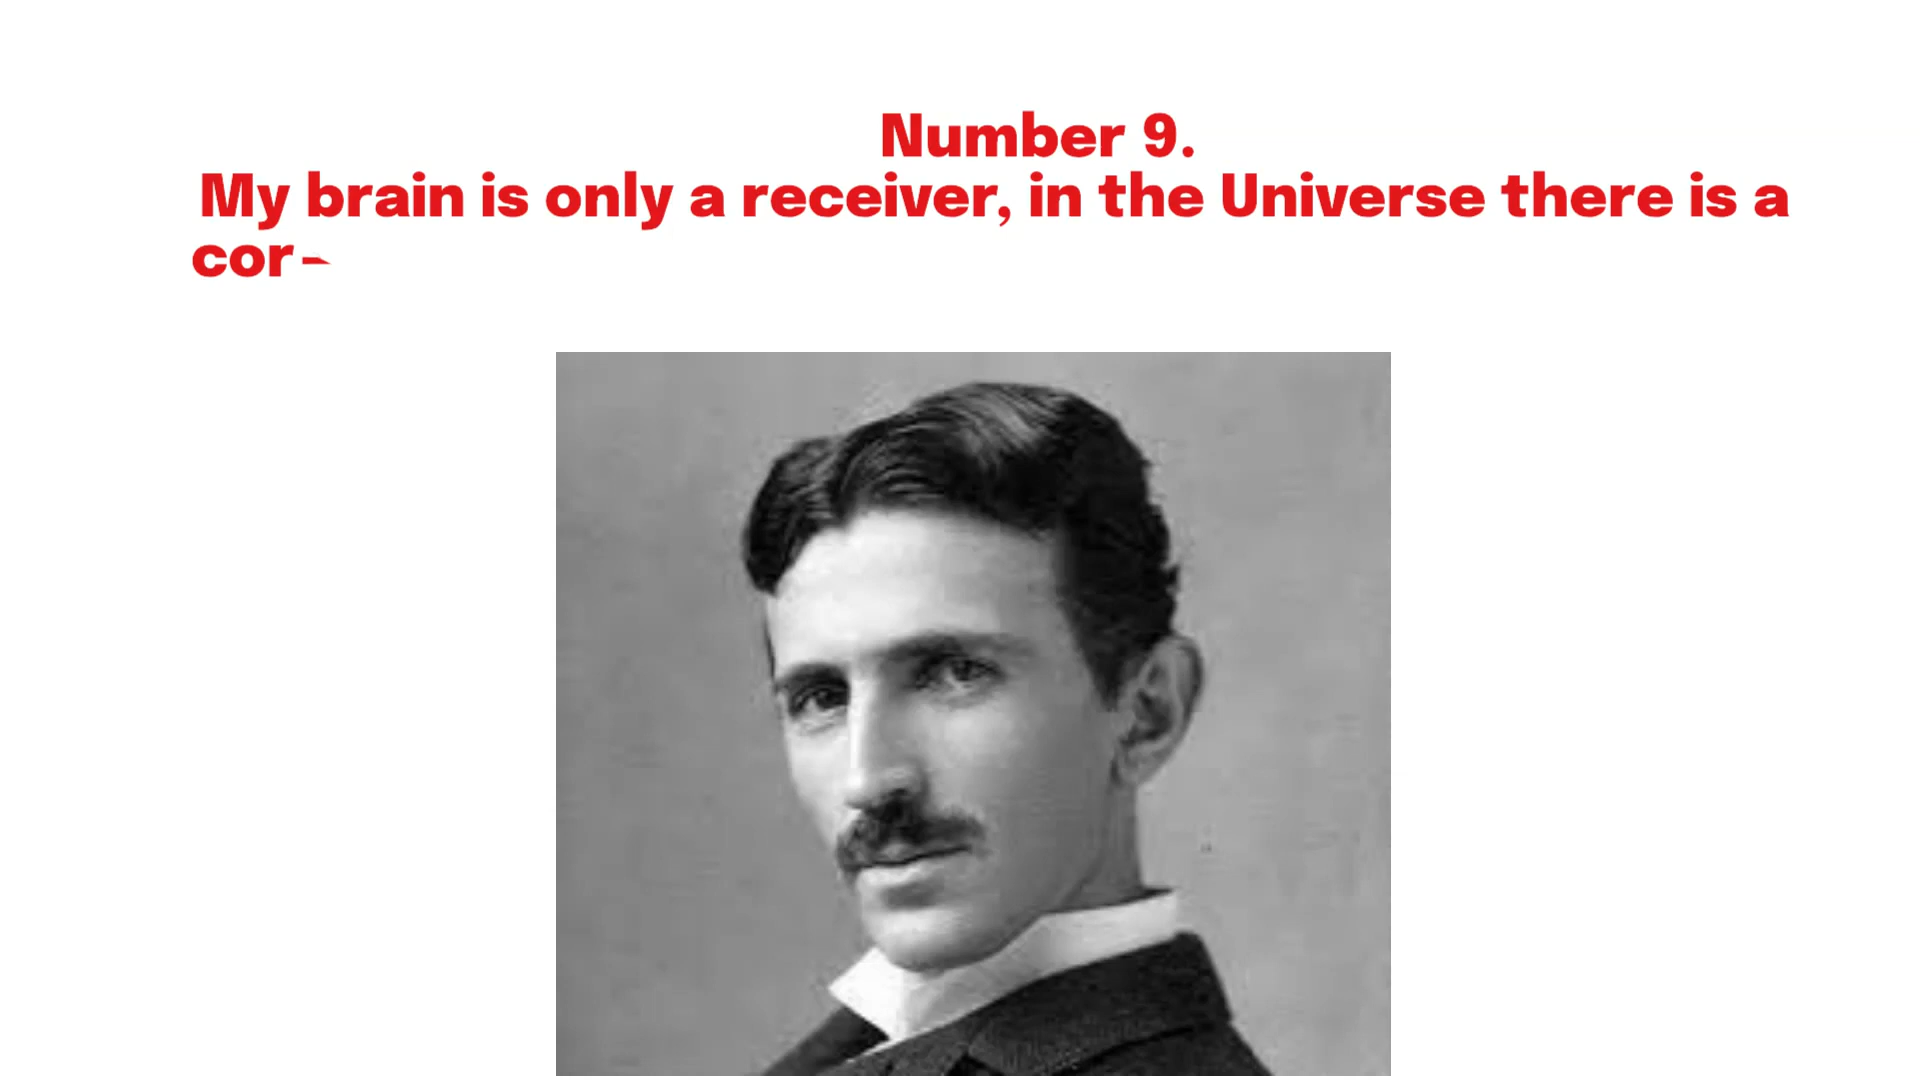 Number 9.
My brain is only a receiver, in the Universe there is a
cor